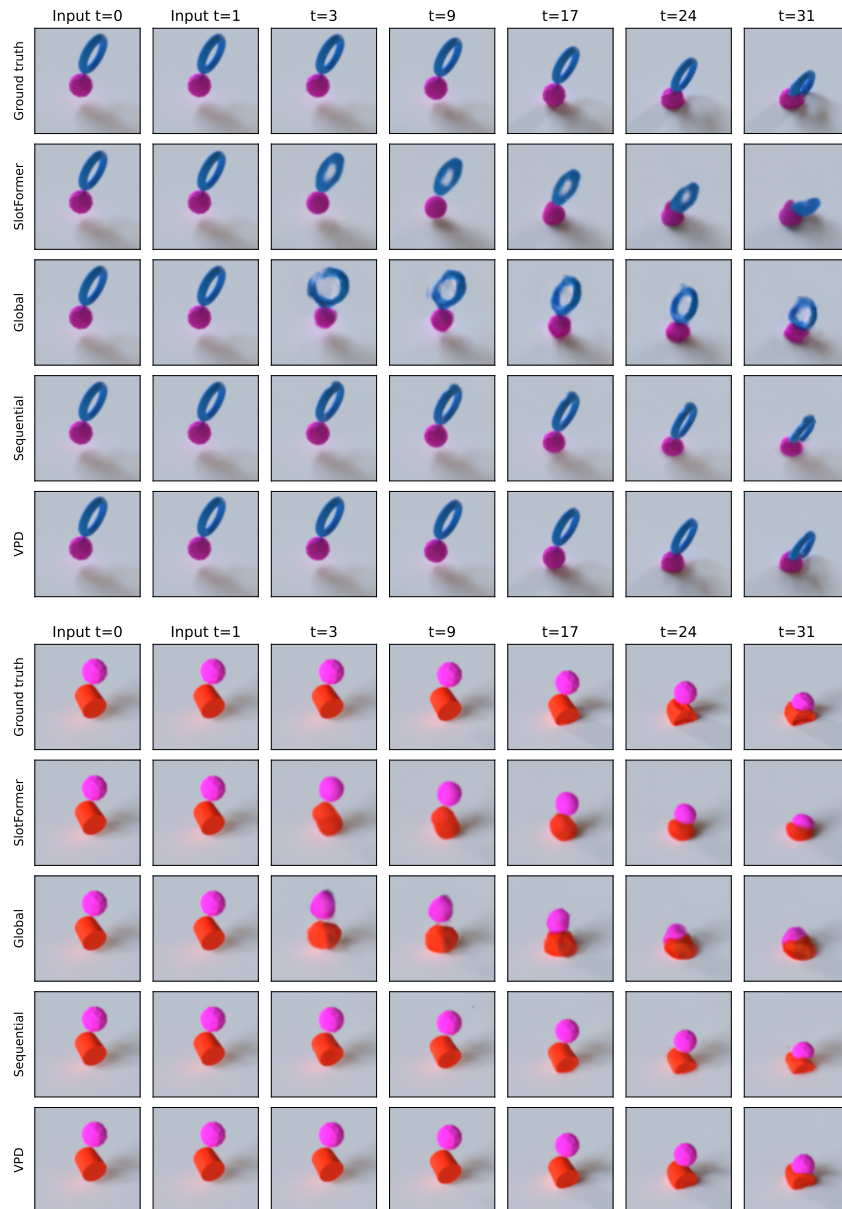 Input t=0 Input t=1 t=3 t=9 t=17 t=24 t=31
Ground truth
SlotFormer
Global
Sequential
VPD
Input t=0 Input t=1 t=3 t=9 t=17 t=24 t=31
Ground truth
SlotFormer
Global
Sequential
VPD